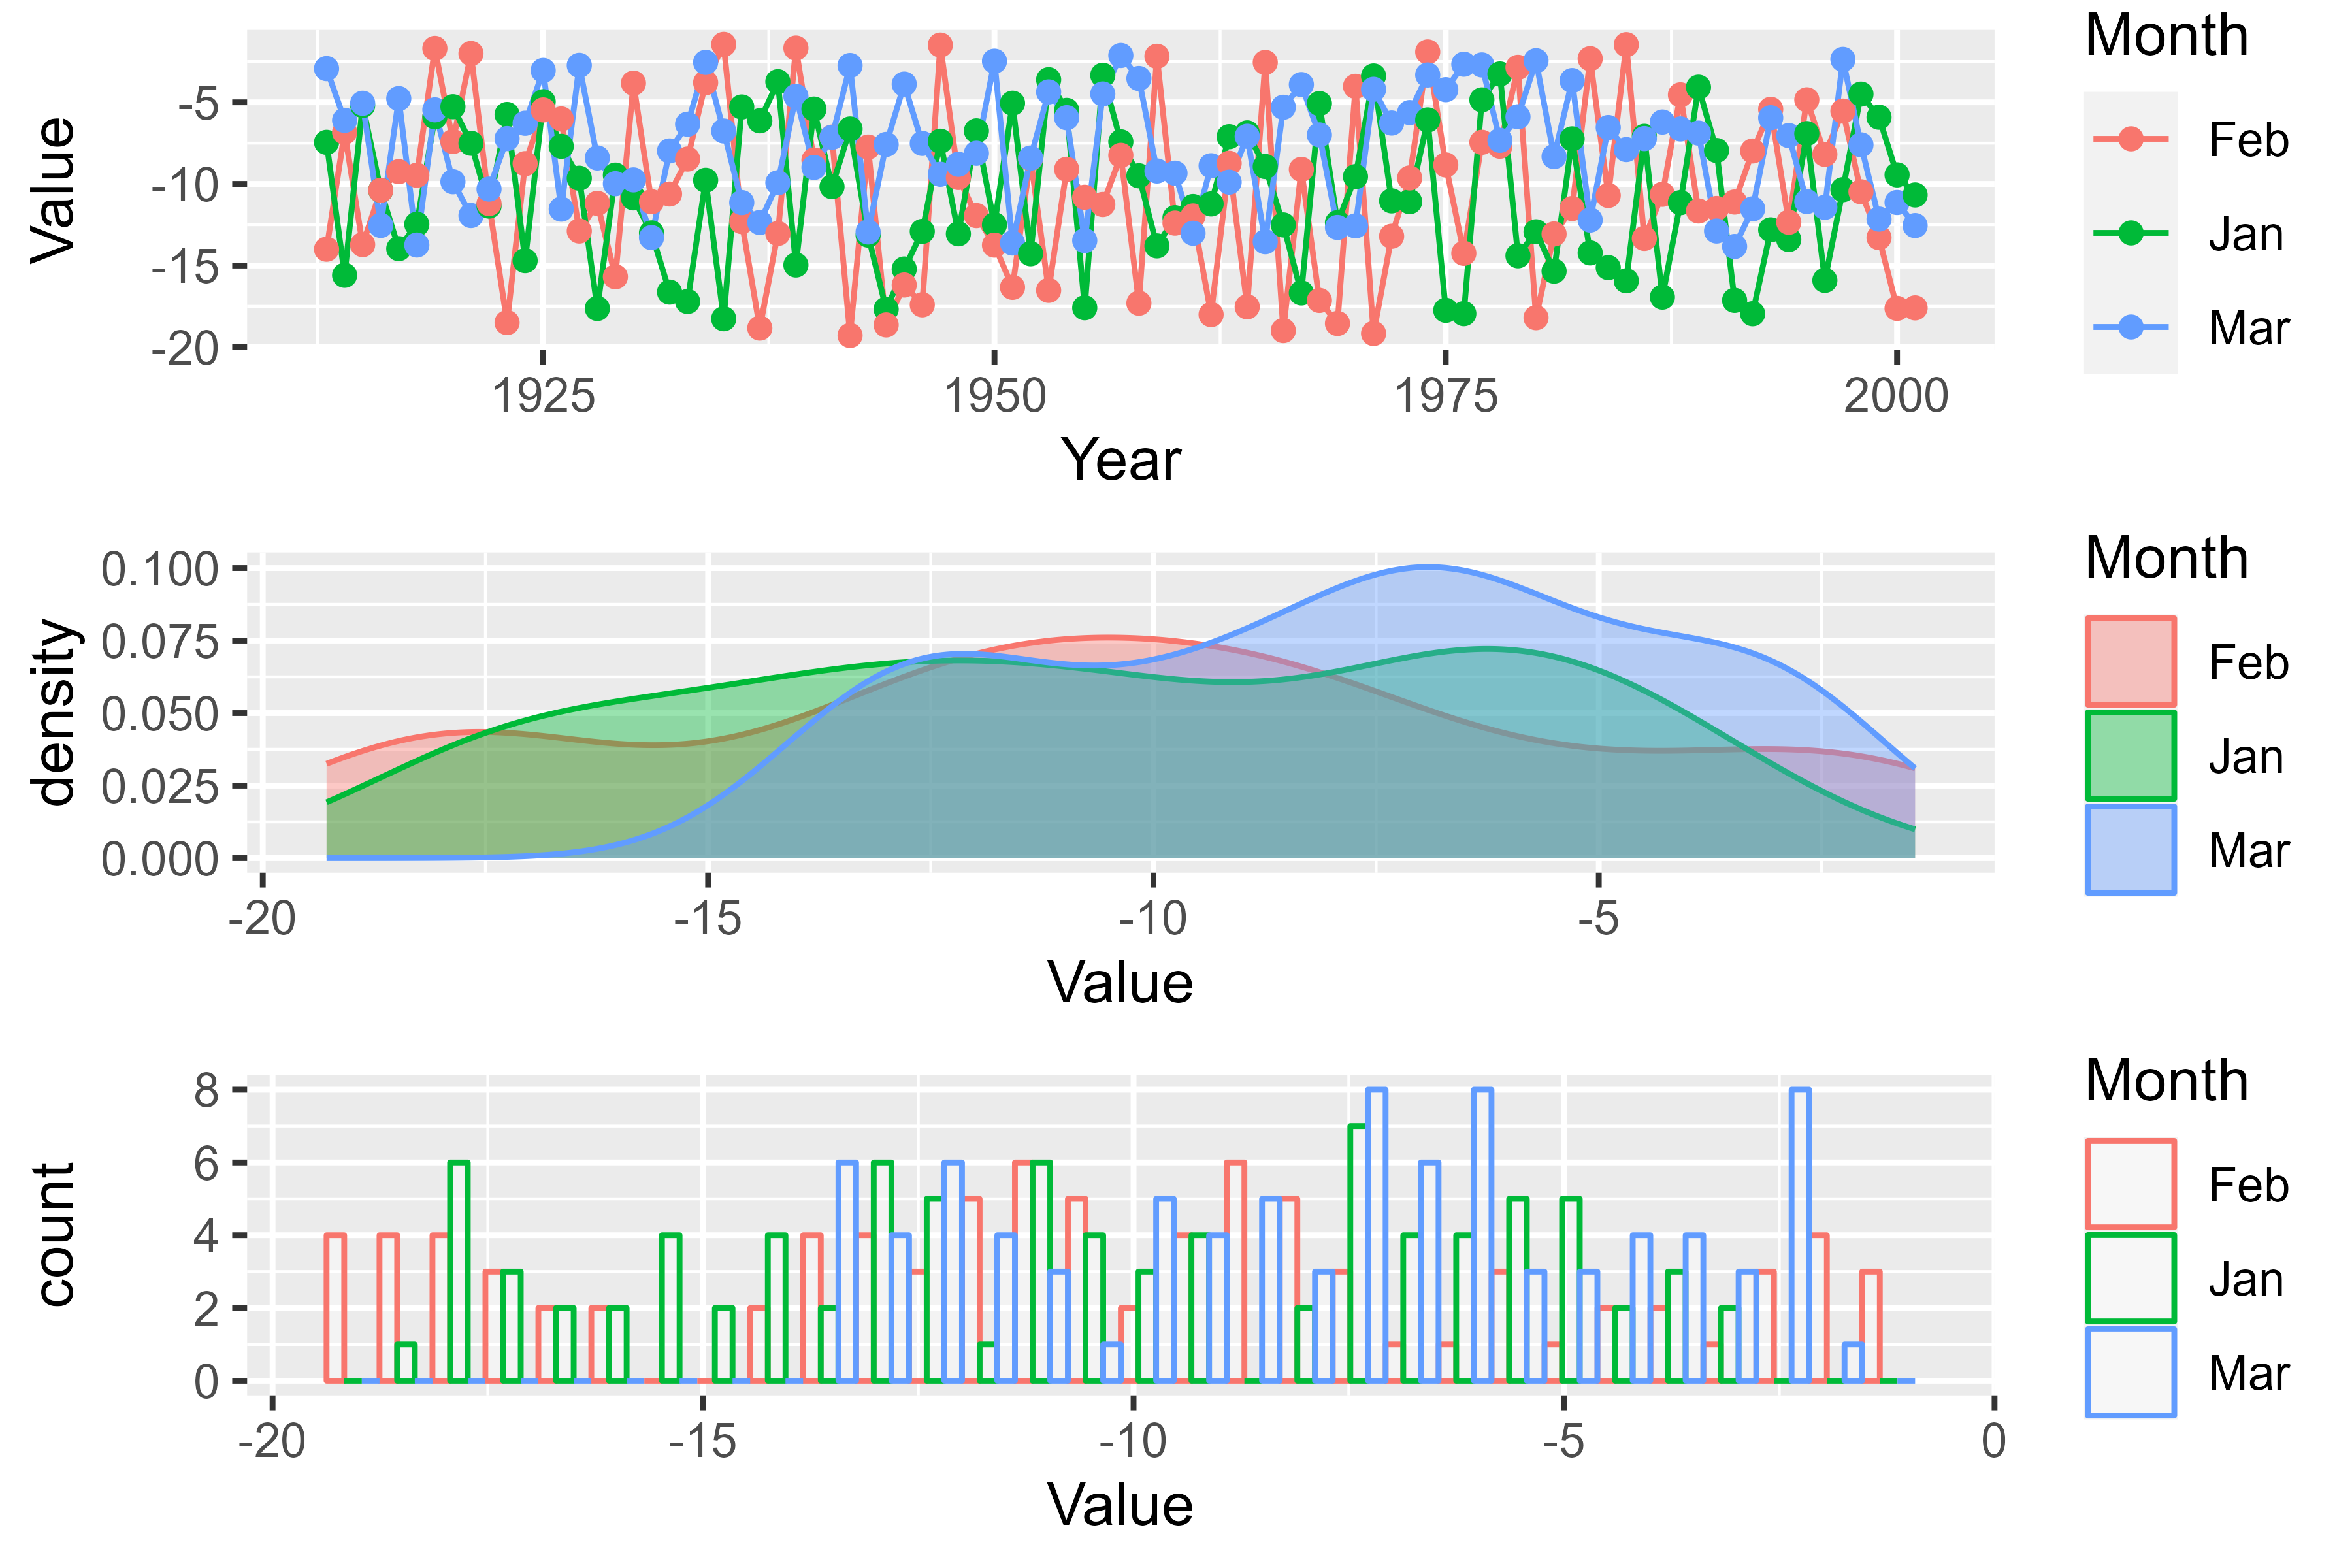 Value
-5
-10
-15
-20
1925 1950 1975 2000
Year
Month
Feb
Jan
Mar
density
0.100
0.075
0.050
0.025
0.000
-20 -15 -10 -5
Value
Month
Feb
Jan
Mar
count
8
6
4
2
0
-20 -15 -10 -5 0
Value
Month
Feb
Jan
Mar